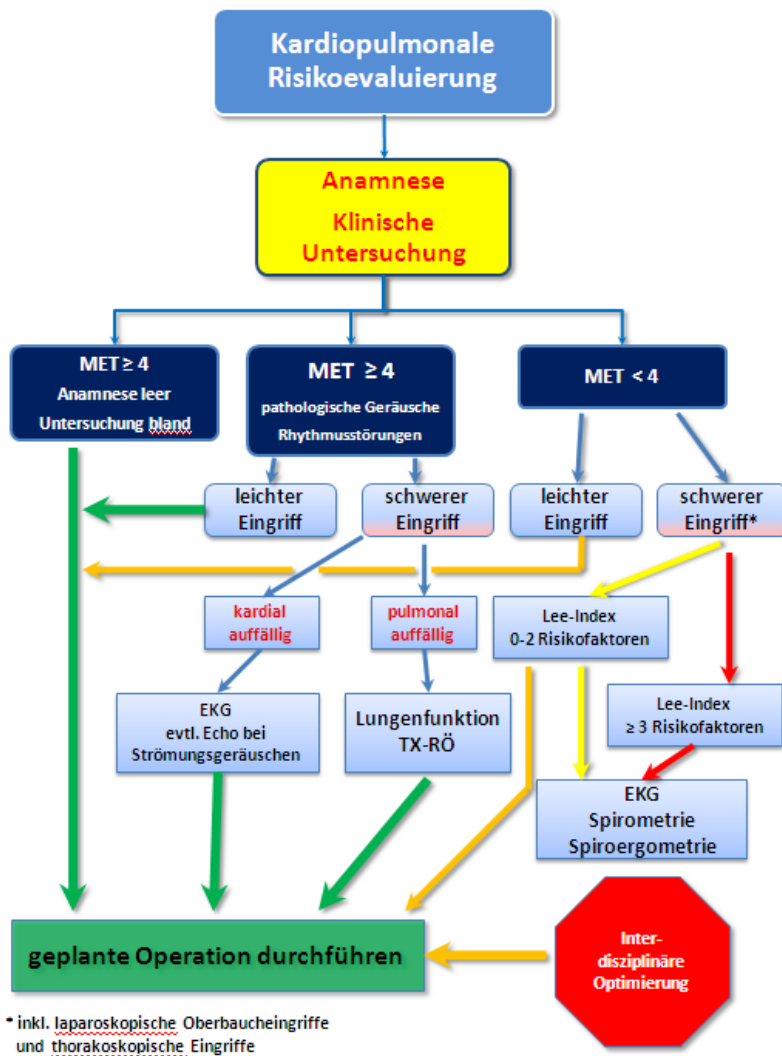 Kardiopulmonale
Risikoevaluierung
Anamnese
Klinische
Untersuchung
MET ≥ 4
Anamnese leer
Untersuchung bland
MET ≥ 4
pathologische Geräusche
Rhythmusstörungen
MET < 4
leichter
Eingriff
schwerer
Eingriff
leichter
Eingriff
schwerer
Eingriff*
kardial
auffällig
pulmonal
auffällig
Lee-Index
0-2 Risikofaktoren
EKG
evtl. Echo bei
Strömungsgeräuschen
Lungenfunktion
TX-RÖ
Lee-Index
≥ 3 Risikofaktoren
EKG
Spirometrie
Spiroergometrie
geplante Operation durchführen
Inter-
disziplinäre
Optimierung
* inkl. laparoskopische Oberbaucheingriffe
und thorakoskopische Eingriffe